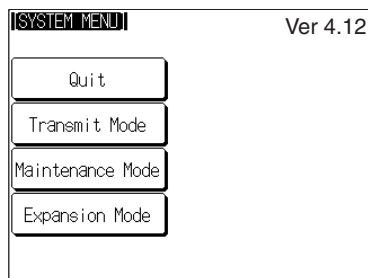 [SYSTEM MENU]
Ver 4.12
Quit
Transmit Mode
Maintenance Mode
Expansion Mode